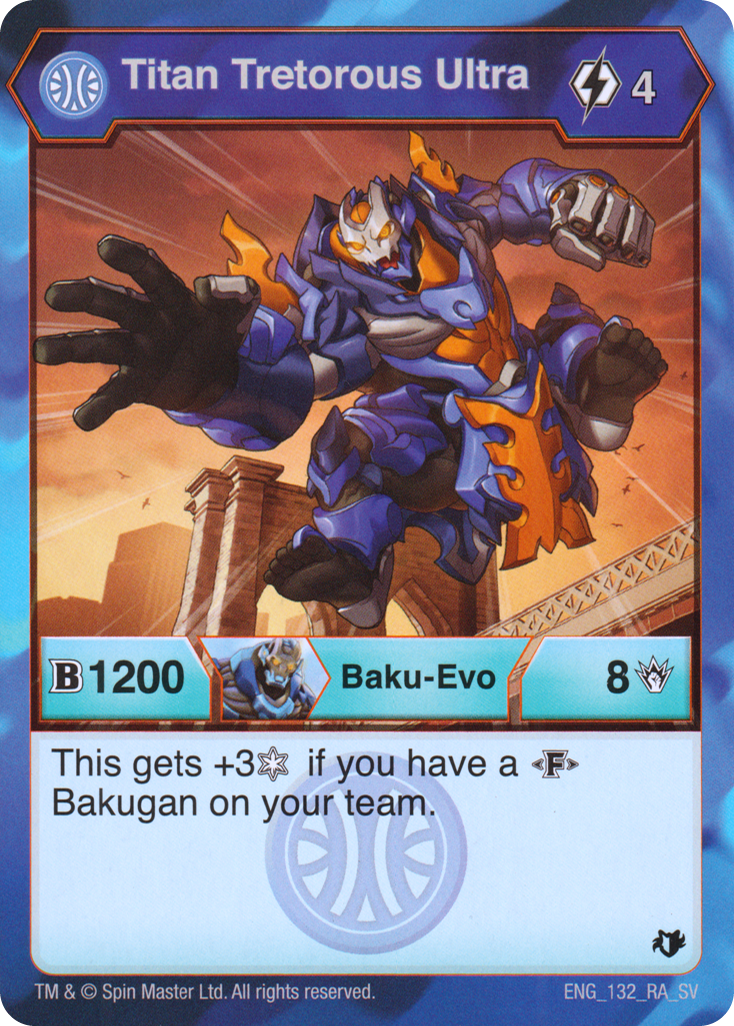 Titan Tretorous Ultra
4
B 1200
Baku-Evo
8
This gets +3 if you have a <F>
Bakugan on your team.
TM & © Spin Master Ltd. All rights reserved.
ENG_132_RA_SV